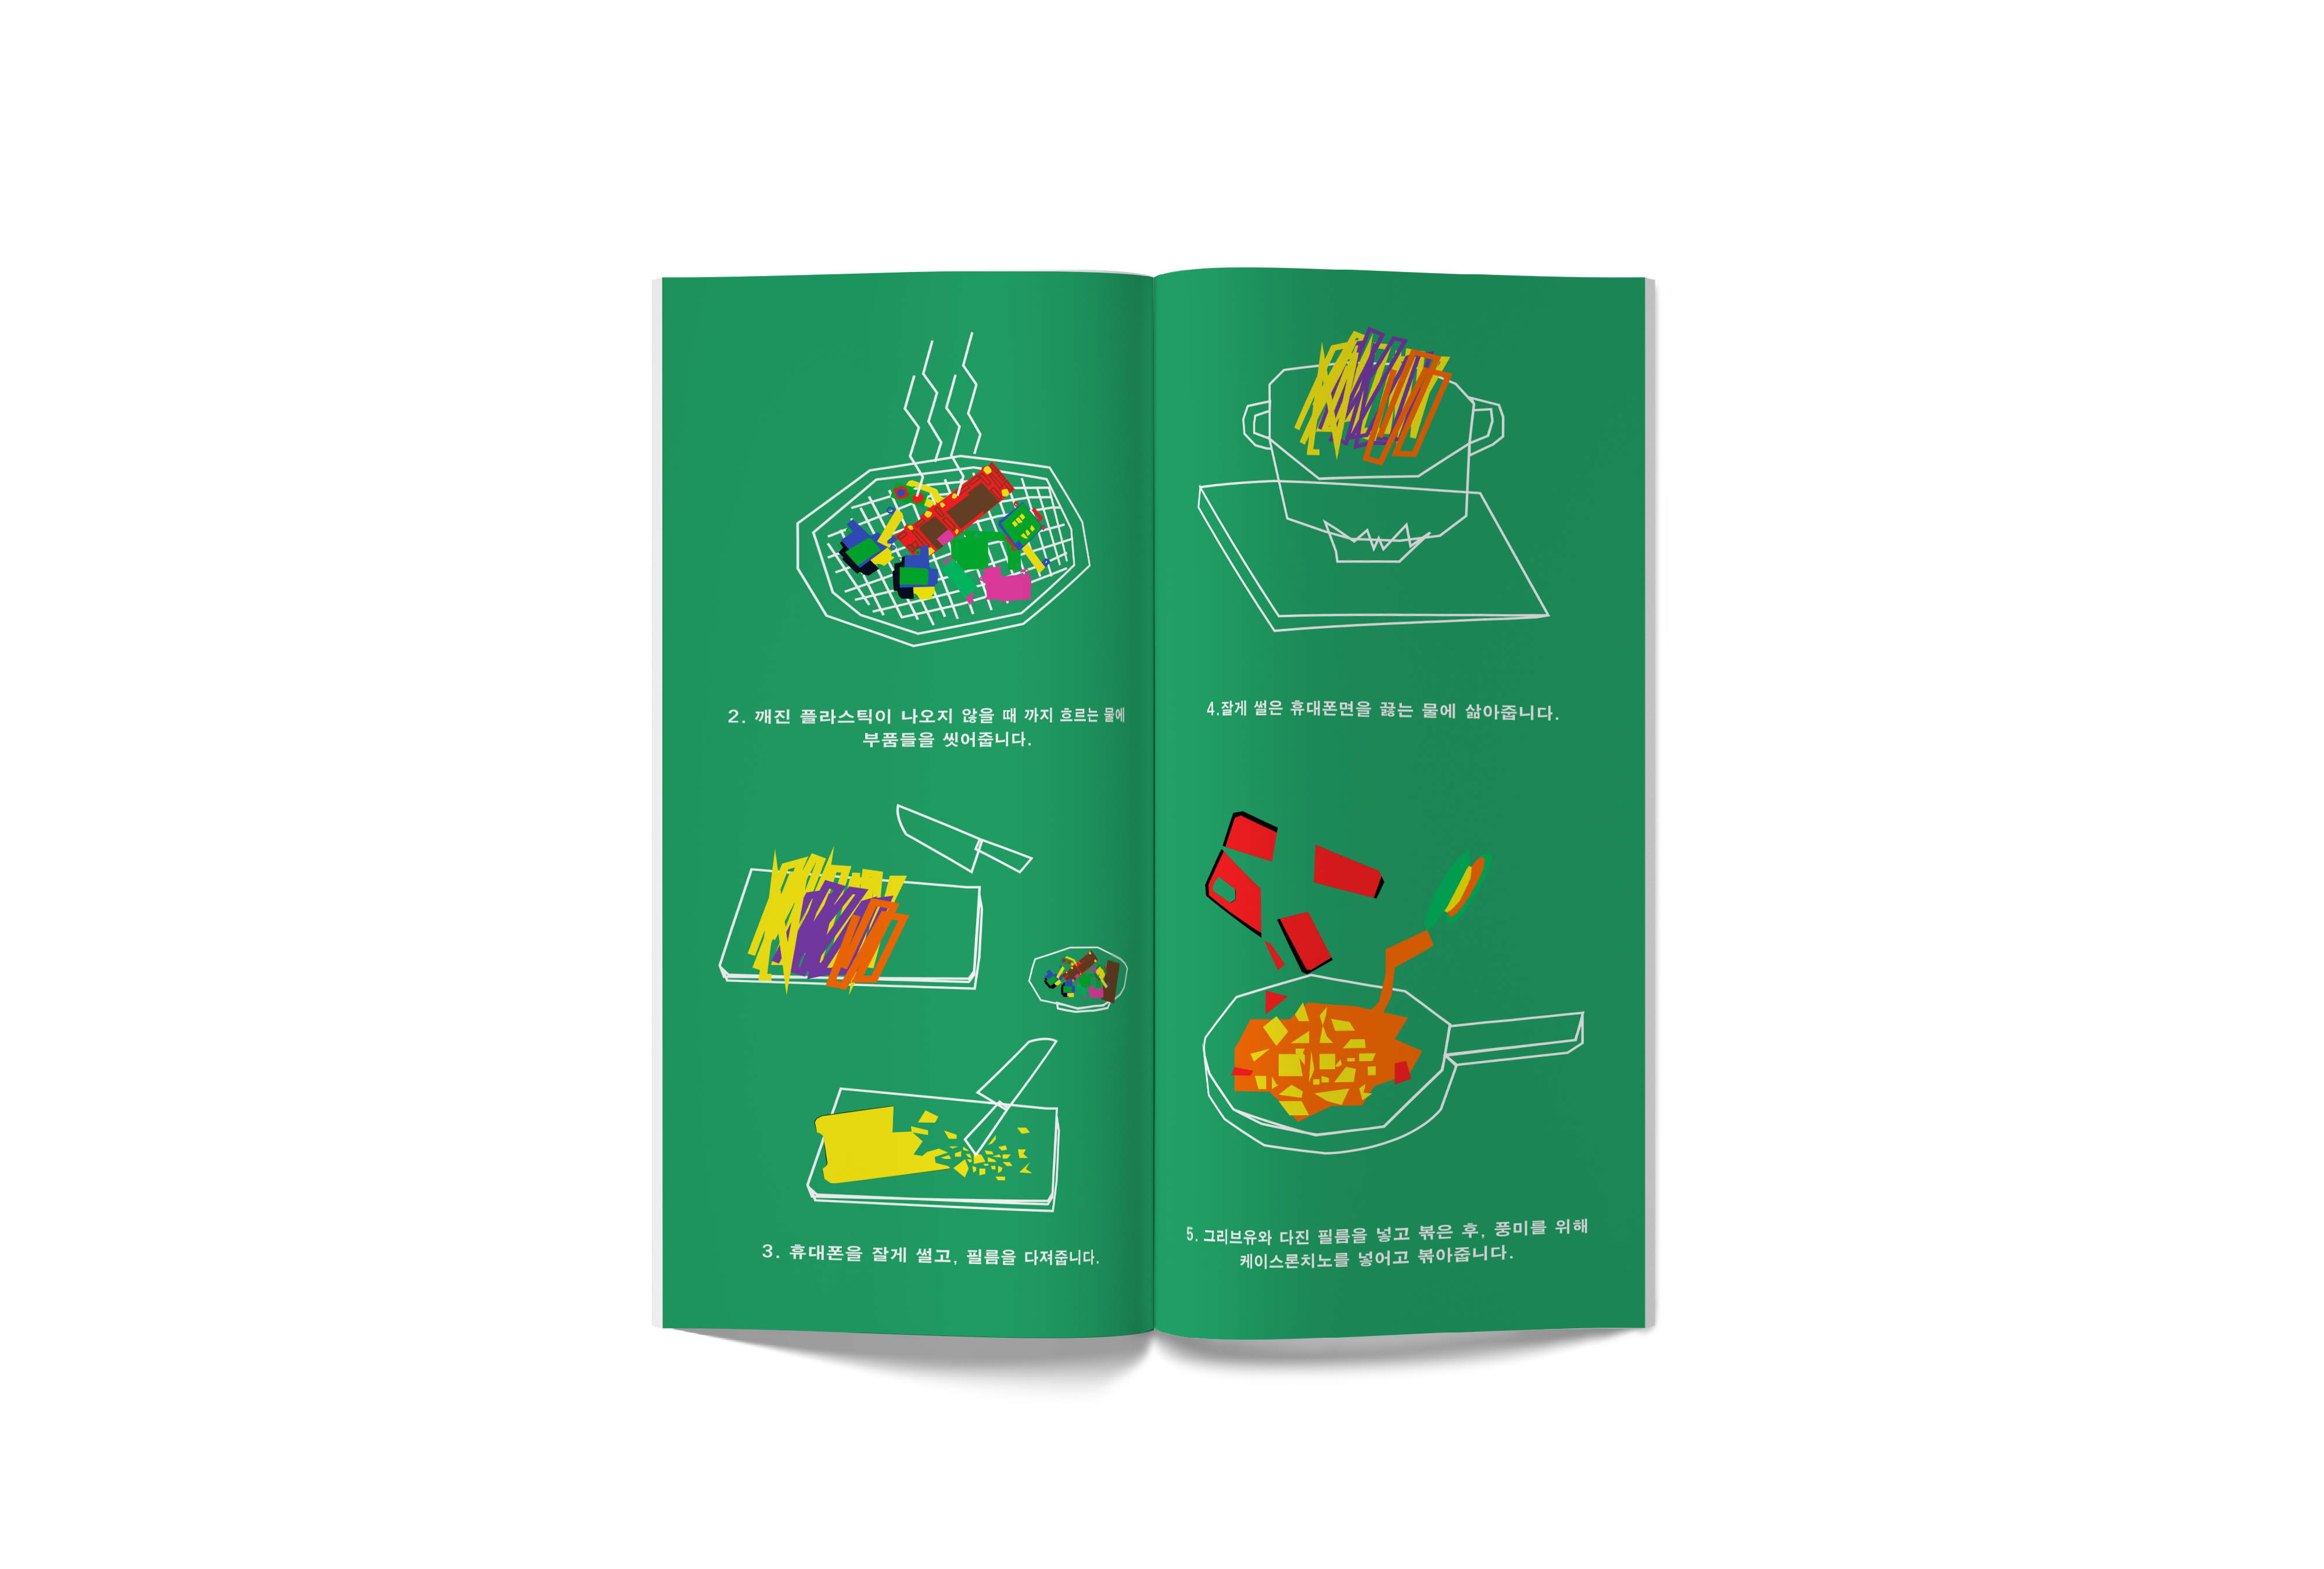 2. 깨진 플라스틱이 나오지 않을 때 까지 흐르는 물에
부품들을 씻어줍니다.
3. 휴대폰을 잘게 썰고, 필름을 다져줍니다.
4.잘게 썰은 휴대폰면을 끓는 물에 삶아줍니다.
5. 그리브유와 다진 필름을 넣고 볶은 후, 풍미를 위해
케이스론치노를 넣어고 볶아줍니다.